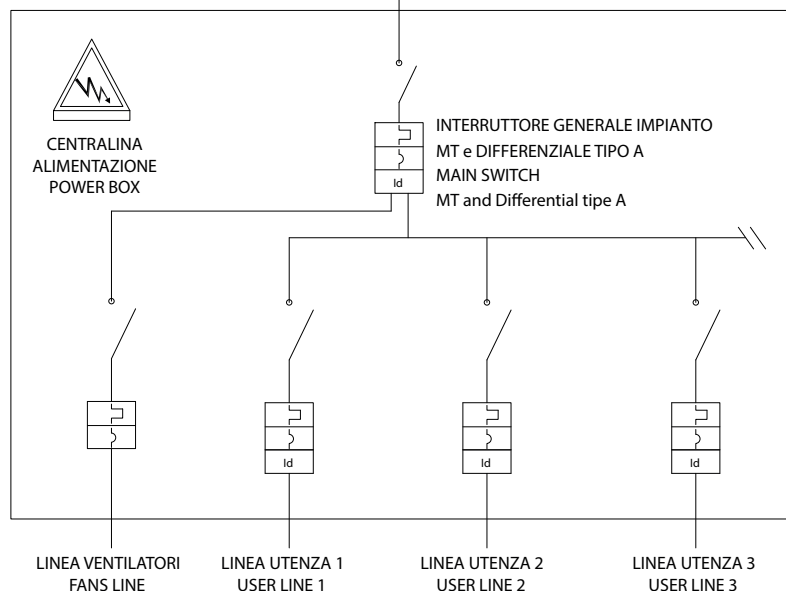 CENTRALINA
ALIMENTAZIONE
POWER BOX
INTERRUTTORE GENERALE IMPIANTO
MT e DIFFERENZIALE TIPO A
MAIN SWITCH
MT and Differential tipe A
Id
Id
Id
Id
LINEA VENTILATORI
FANS LINE
LINEA UTENZA 1
USER LINE 1
LINEA UTENZA 2
USER LINE 2
LINEA UTENZA 3
USER LINE 3